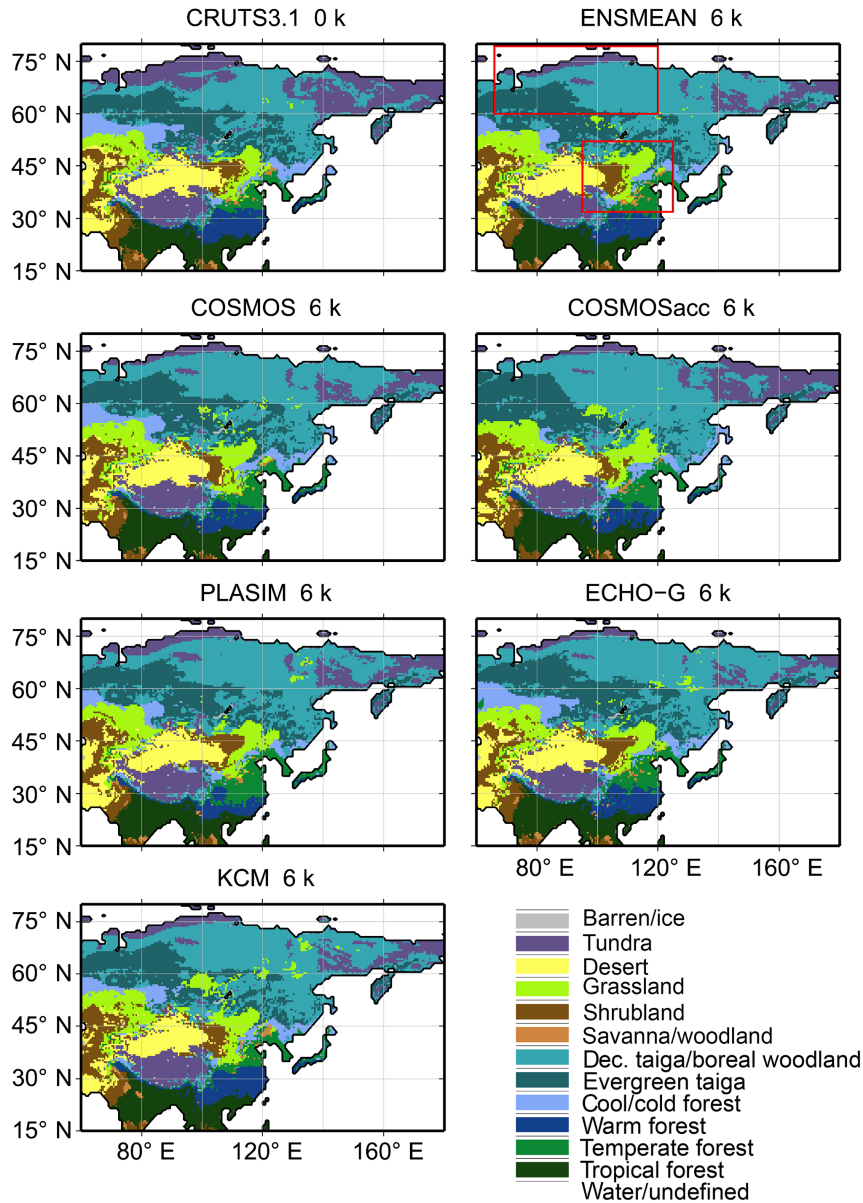 CRUTS3.1 0 k
ENSMEAN 6 k
75° N
60° N
45° N
30° N
15° N
COSMOS 6 k
COSMOSacc 6 k
75° N
60° N
45° N
30° N
15° N
PLASIM 6 k
ECHO−G 6 k
75° N
60° N
45° N
30° N
15° N
80° E
120° E
160° E
KCM 6 k
75° N
60° N
45° N
30° N
15° N
80° E
120° E
160° E
Barren/ice
Tundra
Desert
Grassland
Shrubland
Savanna/woodland
Dec. taiga/boreal woodland
Evergreen taiga
Cool/cold forest
Warm forest
Temperate forest
Tropical forest
Water/undefined